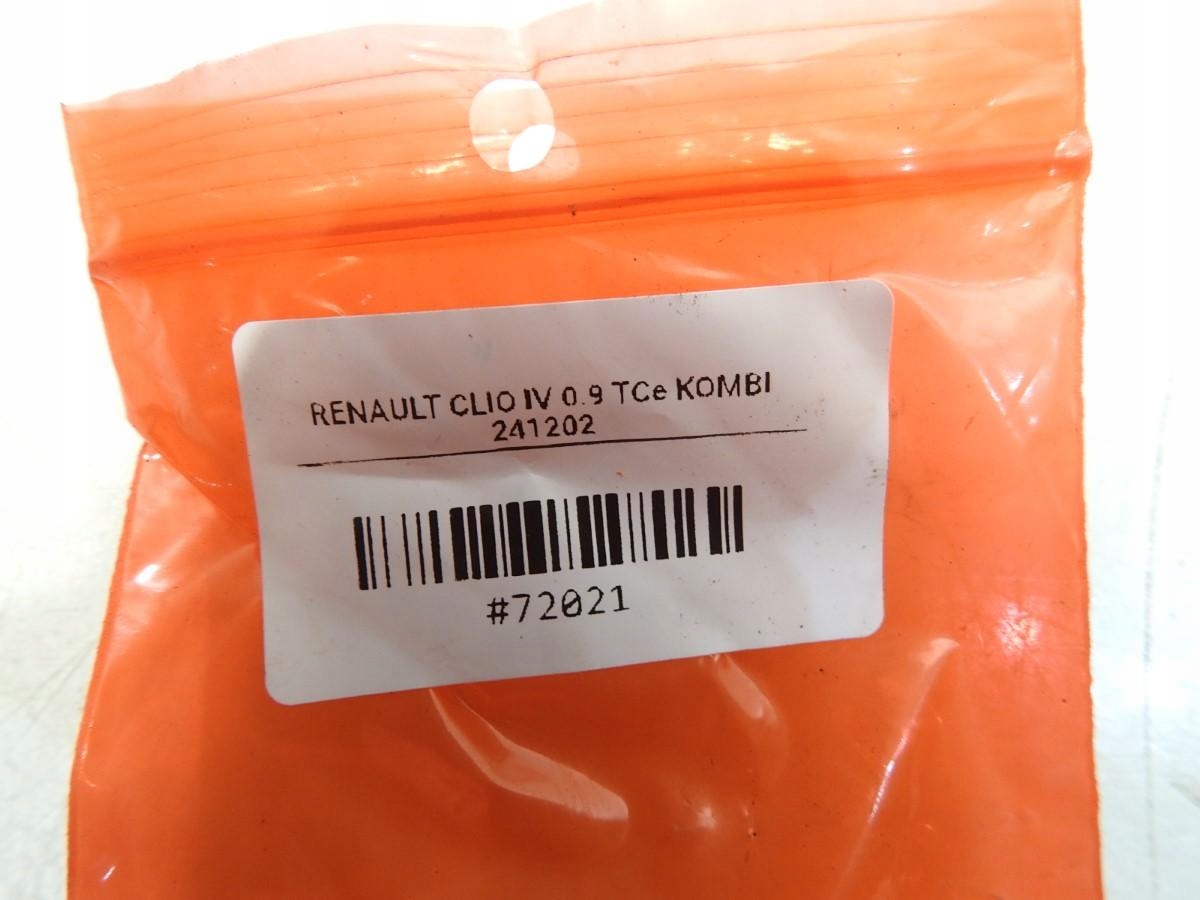 RENAULT CLIO IV 0.9 TCe KOMBI
241202
#72021